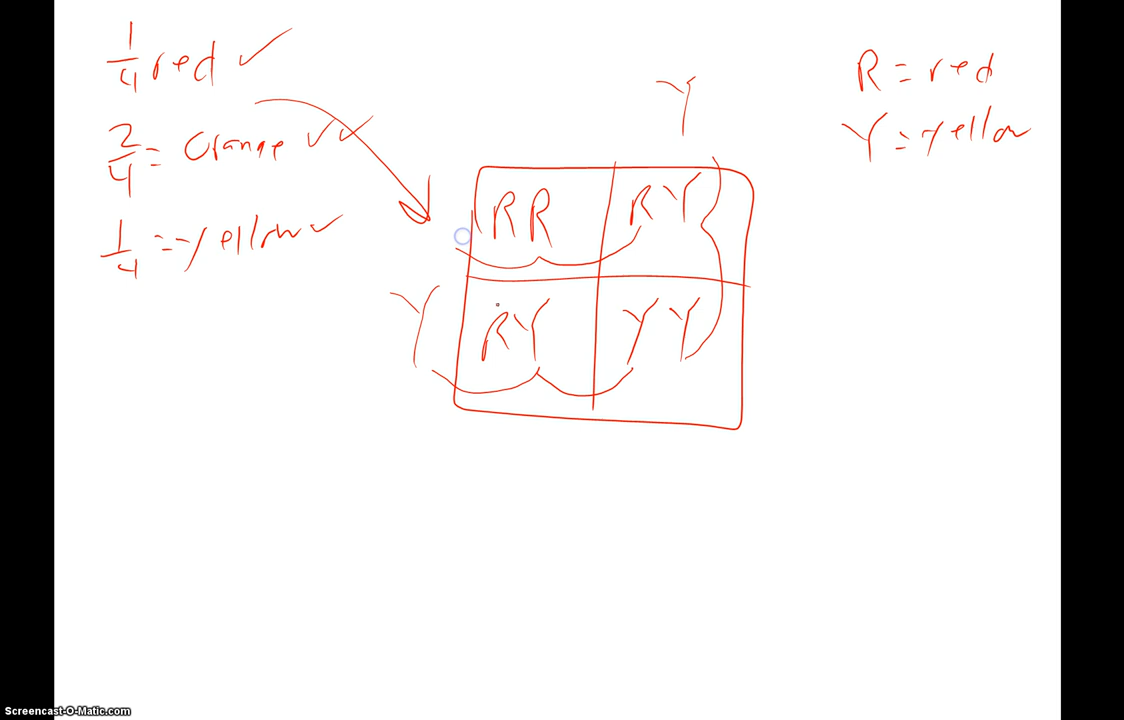 1/4 red ✓
2/4 = Orange ✓✓
1/4 = yellow ✓
R = red
Y = yellow
Y
RR RY
Y RY YY
Screencast-O-Matic.com